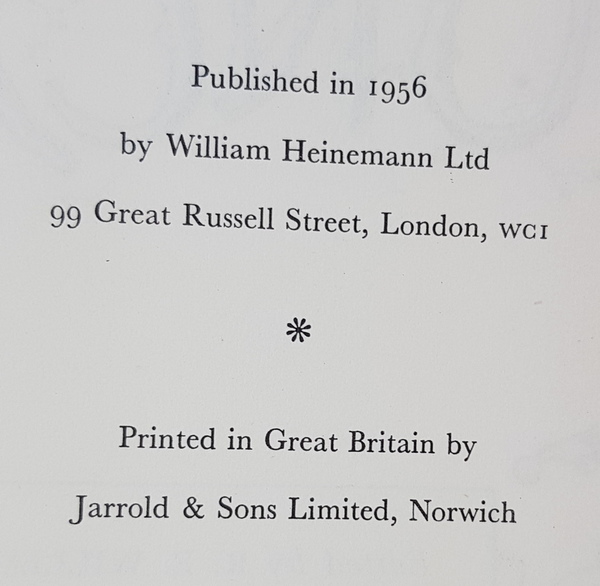 Published in 1956
by William Heinemann Ltd
99 Great Russell Street, London, WC1
*
Printed in Great Britain by
Jarrold & Sons Limited, Norwich